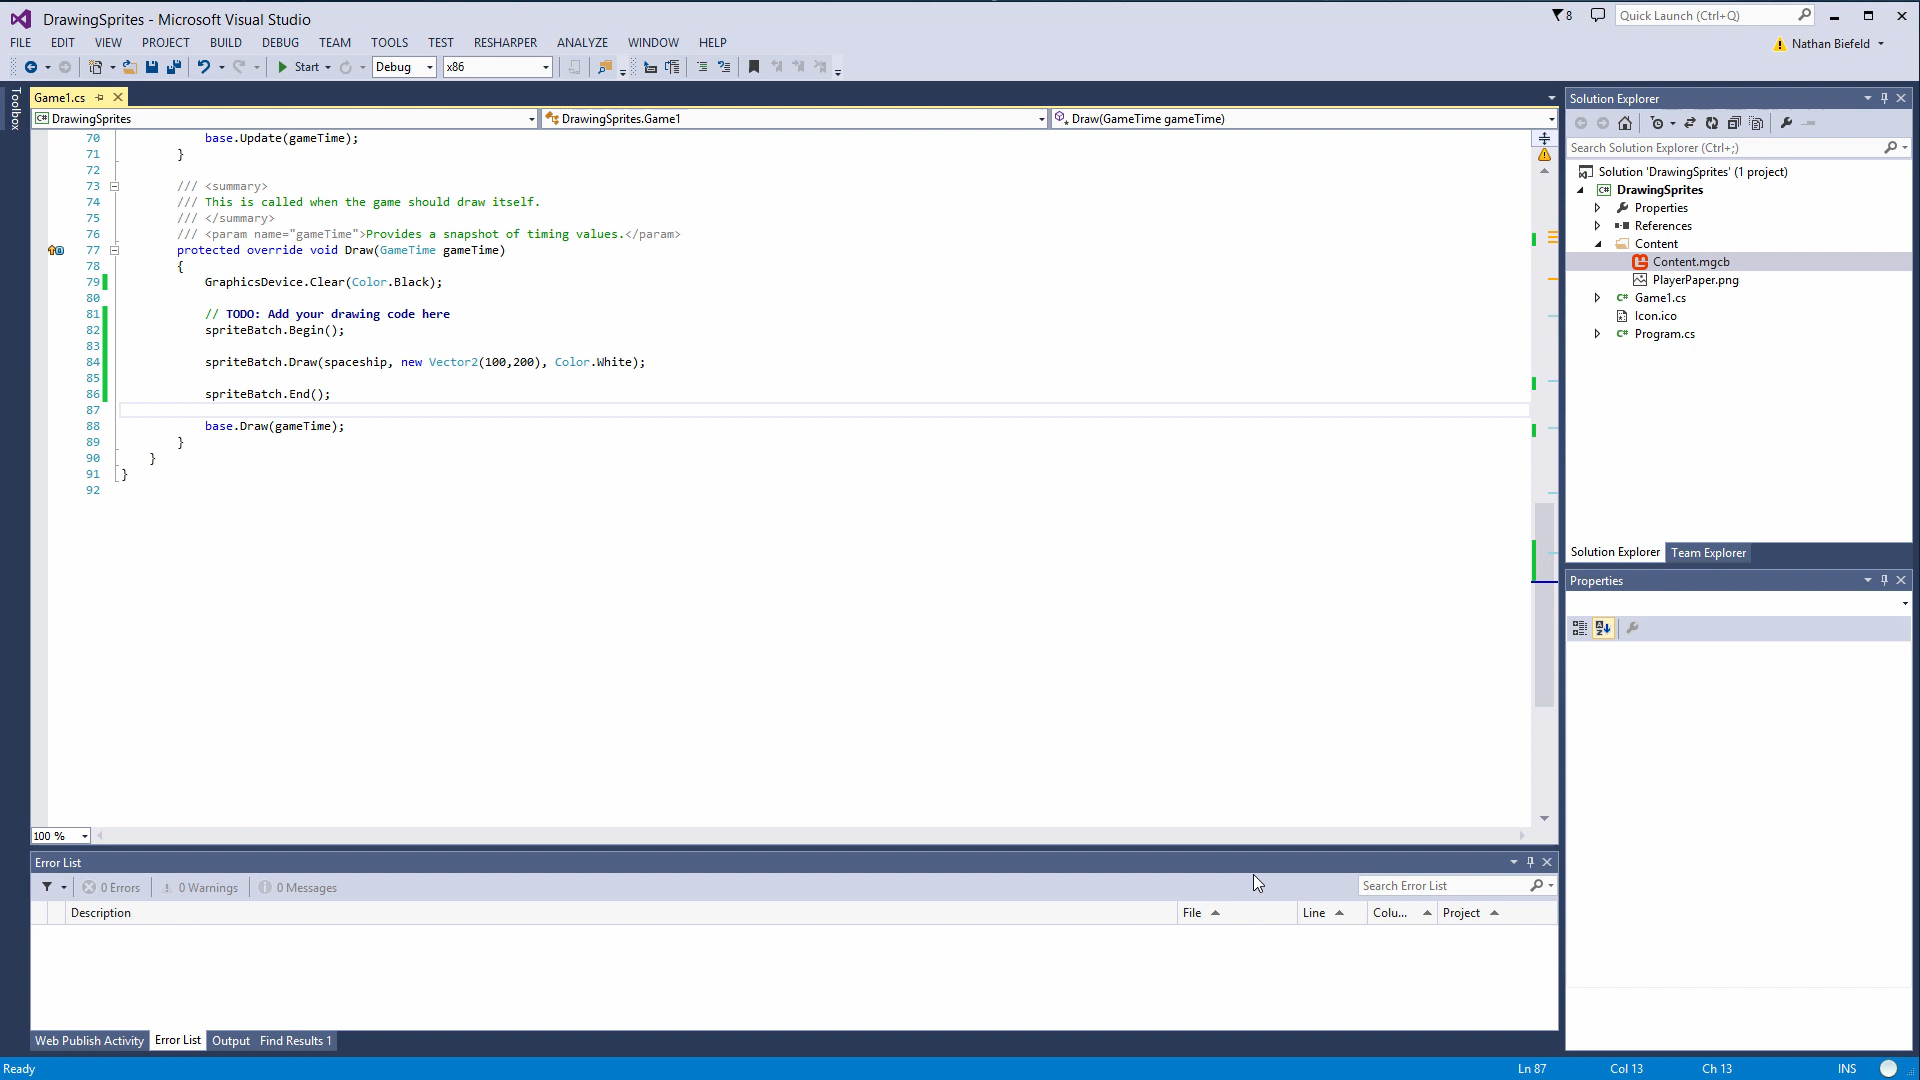 DrawingSprites - Microsoft Visual Studio
8
Quick Launch (Ctrl+Q)
FILE EDIT VIEW PROJECT BUILD DEBUG TEAM TOOLS TEST RESHARPER ANALYZE WINDOW HELP
Nathan Biefeld
Start Debug x86
Toolbox
Game1.cs
DrawingSprites
DrawingSprites.Game1
Draw(GameTime gameTime)
70 base.Update(gameTime);
71 }
72
73 /// <summary>
74 /// This is called when the game should draw itself.
75 /// </summary>
76 /// <param name="gameTime">Provides a snapshot of timing values.</param>
77 protected override void Draw(GameTime gameTime)
78 {
79 GraphicsDevice.Clear(Color.Black);
80
81 // TODO: Add your drawing code here
82 spriteBatch.Begin();
83
84 spriteBatch.Draw(spaceship, new Vector2(100,200), Color.White);
85
86 spriteBatch.End();
87
88 base.Draw(gameTime);
89 }
90 }
91 }
92
100 %
Error List
0 Errors 0 Warnings 0 Messages
Search Error List
Description File Line Colu... Project
Web Publish Activity Error List Output Find Results 1
Solution Explorer
Search Solution Explorer (Ctrl+;)
Solution 'DrawingSprites' (1 project)
DrawingSprites
Properties
References
Content
Content.mgcb
PlayerPaper.png
Game1.cs
Icon.ico
Program.cs
Solution Explorer Team Explorer
Properties
Ready Ln 87 Col 13 Ch 13 INS